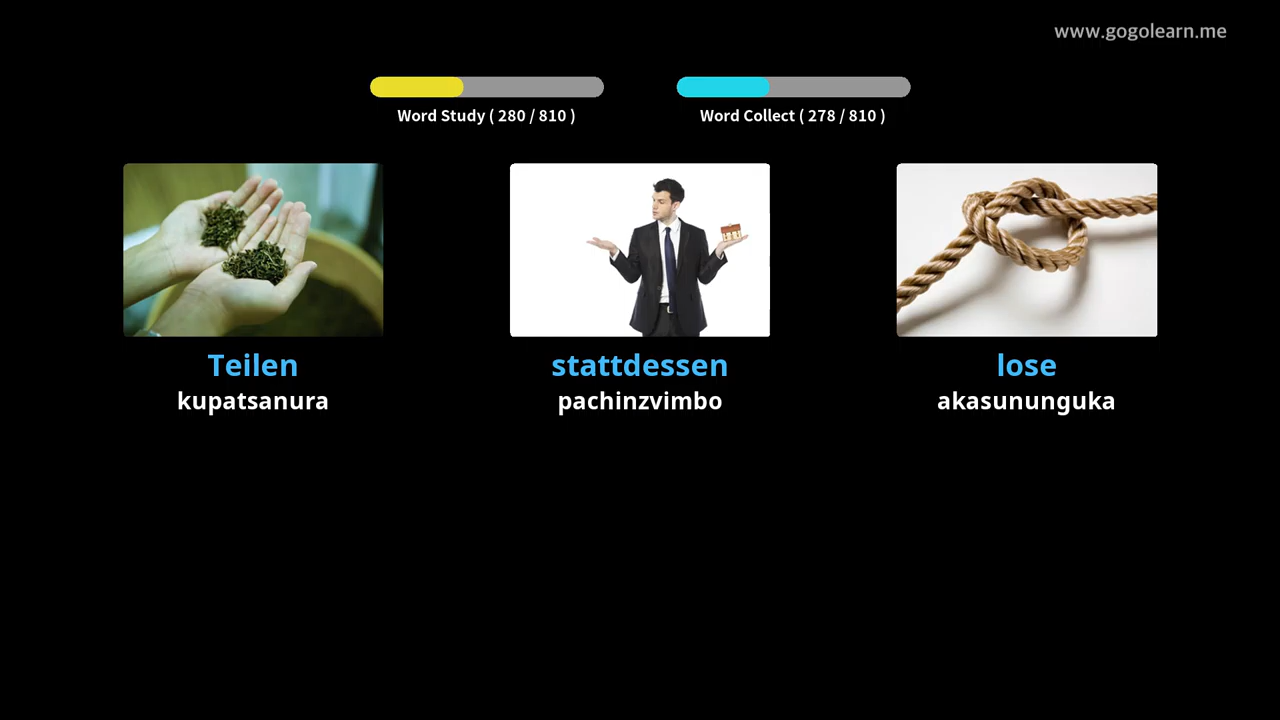 www.gogolearn.me
Word Study ( 280 / 810 )
Word Collect ( 278 / 810 )
Teilen
kupatsanura
stattdessen
pachinzvimbo
lose
akasununguka